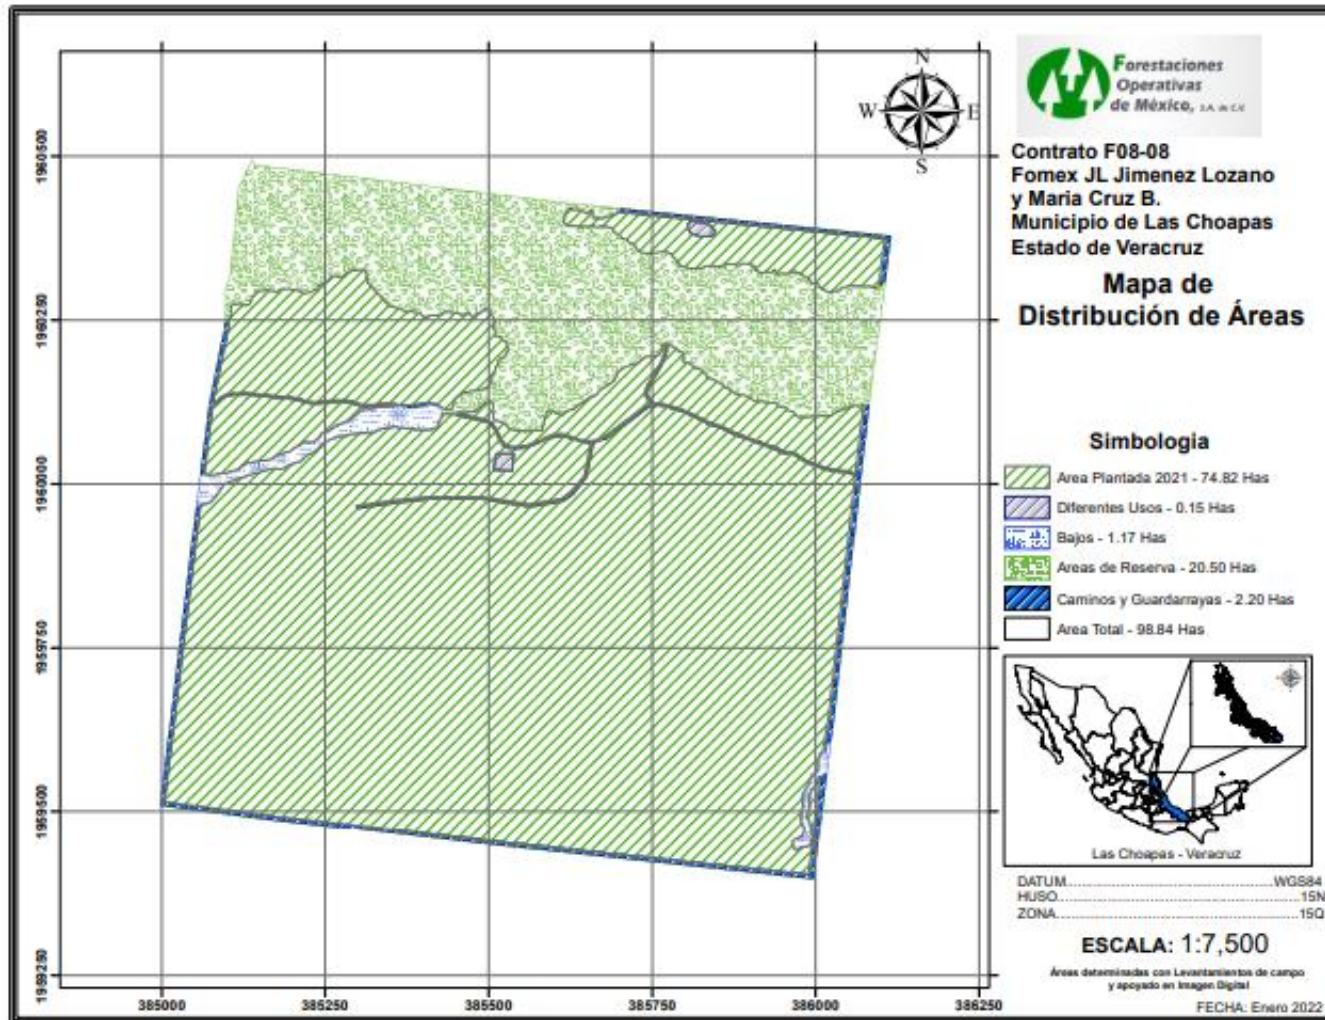 N
W E
S
Forestaciones
Operativas
de México, S.A. de C.V.
Contrato F08-08
Fomex JL Jimenez Lozano
y Maria Cruz B.
Municipio de Las Choapas
Estado de Veracruz
Mapa de
Distribución de Áreas
Simbologia
Area Plantada 2021 - 74.82 Has
Diferentes Usos - 0.15 Has
Bajos - 1.17 Has
Areas de Reserva - 20.50 Has
Caminos y Guardarrayas - 2.20 Has
Area Total - 98.84 Has
Las Choapas - Veracruz
DATUM WGS84
HUSO 15N
ZONA 15Q
ESCALA: 1:7,500
Áreas determinadas con Levantamientos de campo
y apoyado en Imagen Digital
FECHA: Enero 2022
1960500
1960250
1960000
1959750
1959500
1959250
385000 385250 385500 385750 386000 386250